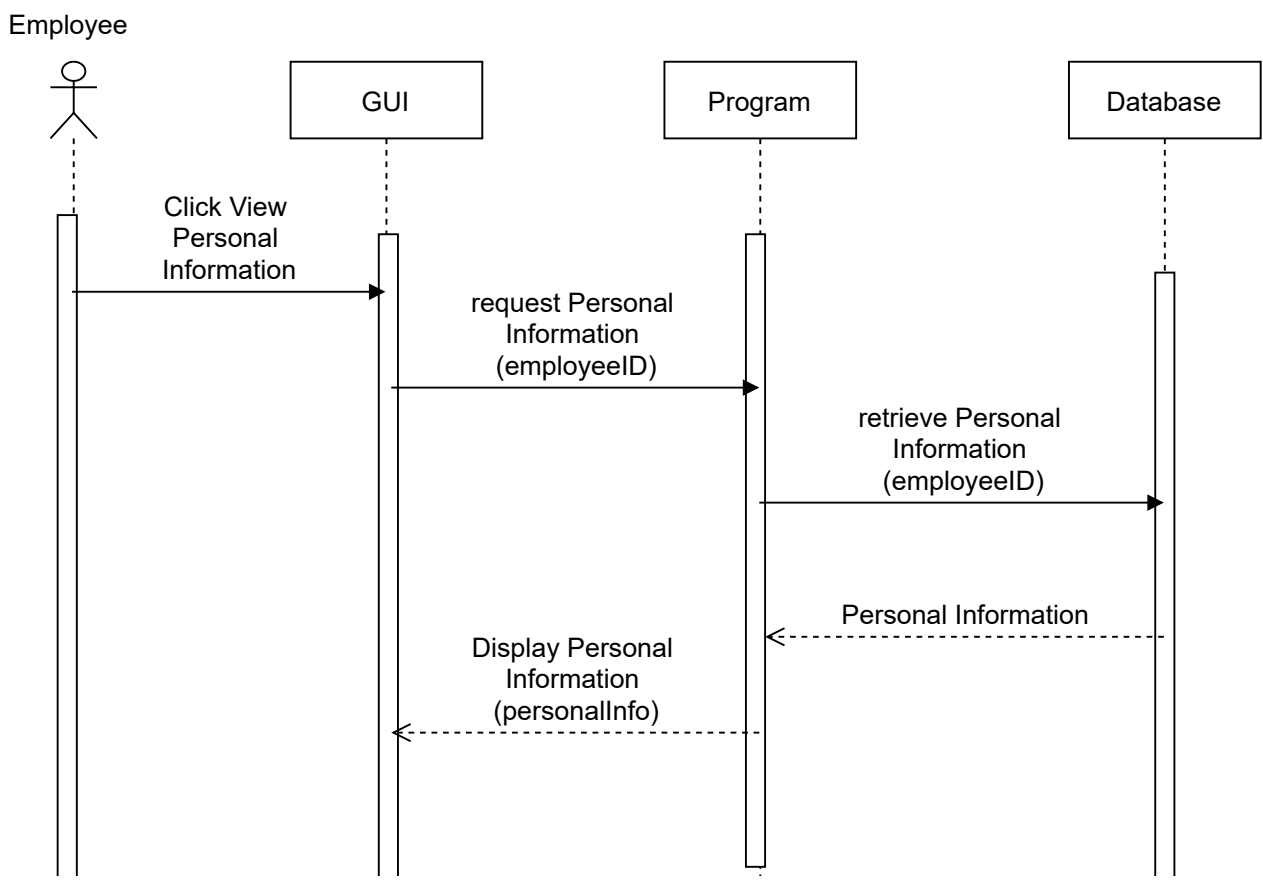 Employee
GUI
Program
Database
Click View
Personal
Information
request Personal
Information
(employeeID)
retrieve Personal
Information
(employeeID)
Personal Information
Display Personal
Information
(personalInfo)